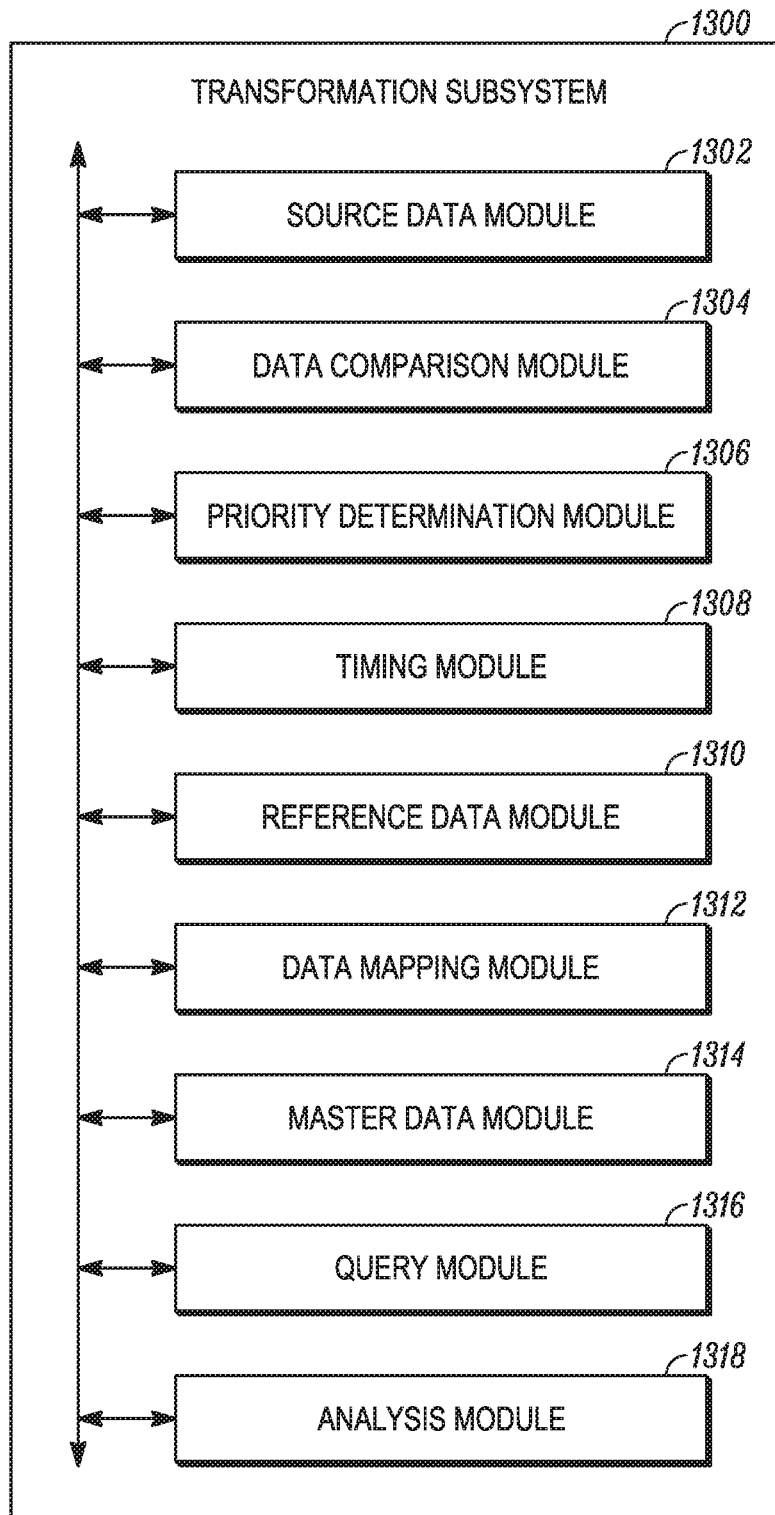 1300
TRANSFORMATION SUBSYSTEM
1302
SOURCE DATA MODULE
1304
DATA COMPARISON MODULE
1306
PRIORITY DETERMINATION MODULE
1308
TIMING MODULE
1310
REFERENCE DATA MODULE
1312
DATA MAPPING MODULE
1314
MASTER DATA MODULE
1316
QUERY MODULE
1318
ANALYSIS MODULE